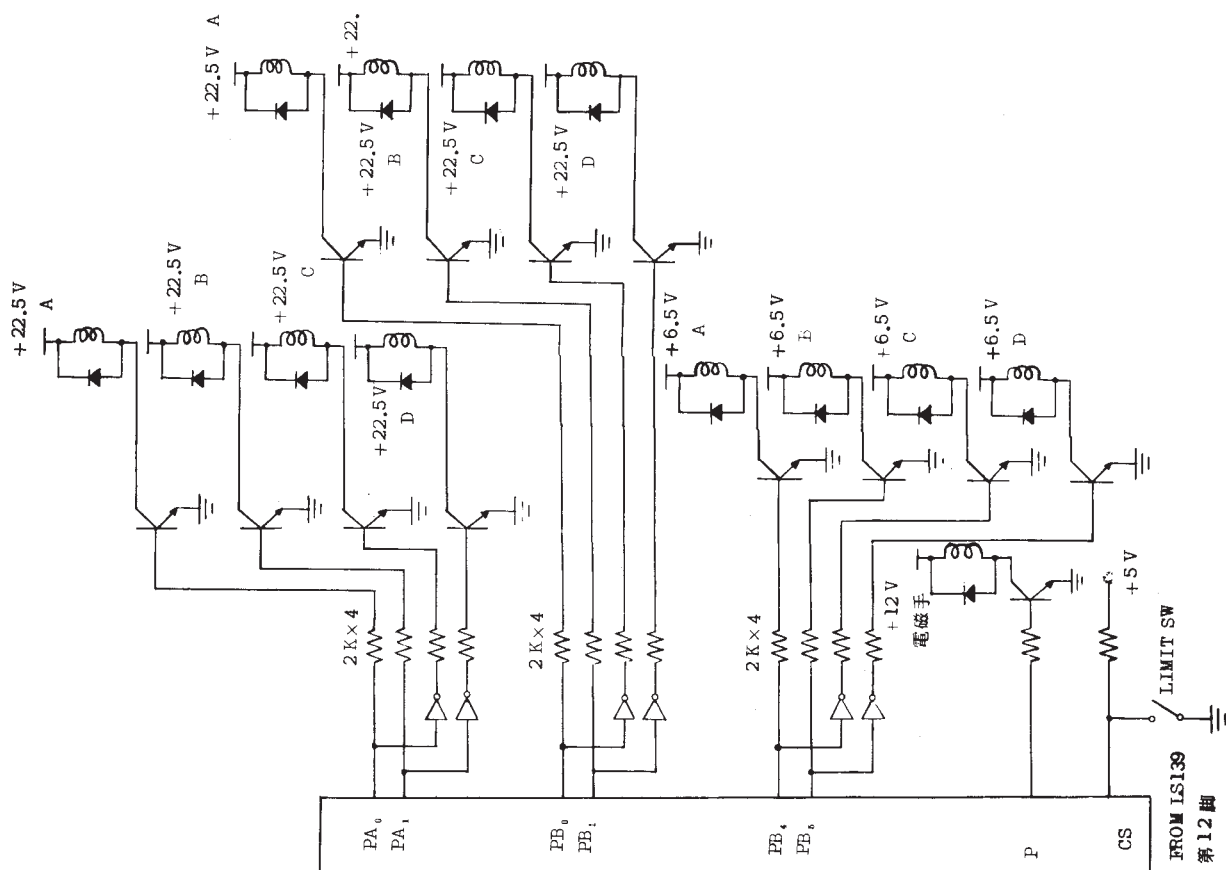 +22.5V A
+22.
+22.5V
B
+22.5V
C
+22.5V
D
+22.5V
A
+22.5V
B
+22.5V
C
+22.5V
D
+6.5V
A
+6.5V
B
+6.5V
C
+6.5V
D
2K×4
2K×4
2K×4
+12V
電磁手
+5V
LIMIT SW
PA0
PA1
PB0
PB1
PB4
PB5
P
CS
FROM LS139
第12脚